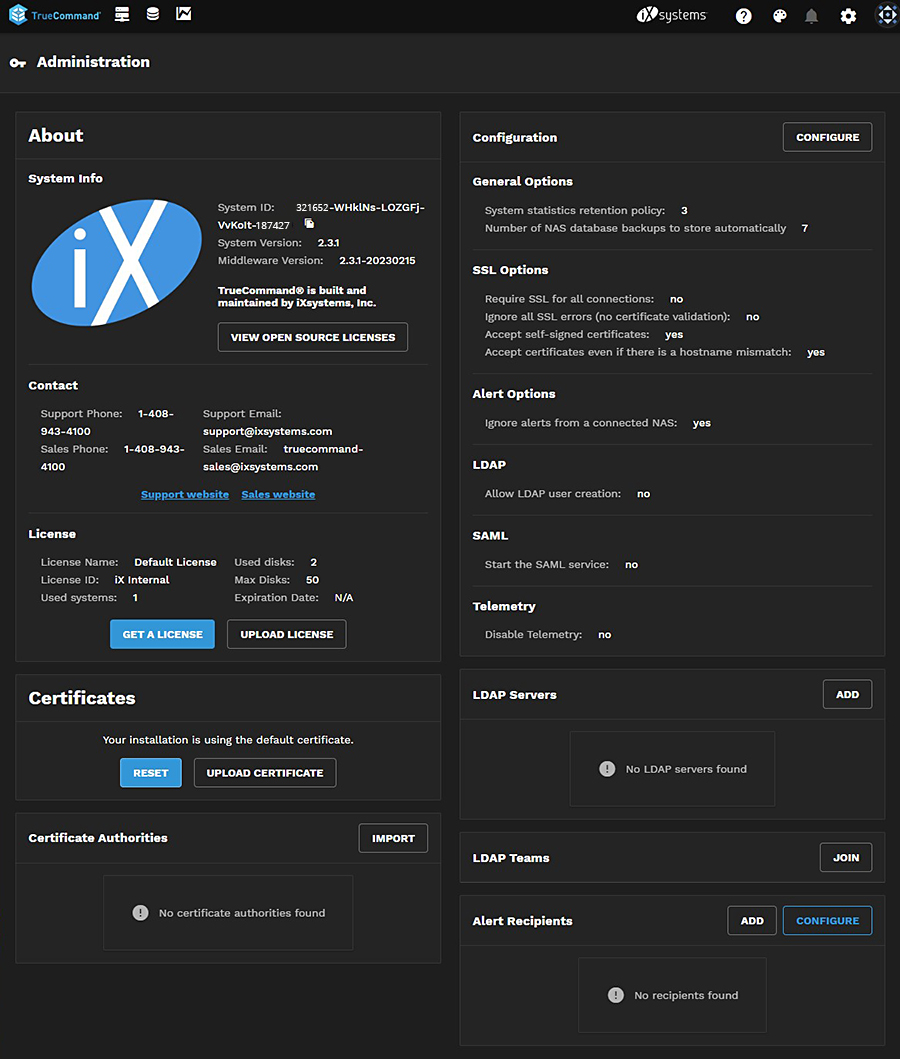 TrueCommand®
iXsystems
Administration
About
System Info
iX
System ID: 321652-WHklNs-LOZGFj-
VvKoIt-187427
System Version: 2.3.1
Middleware Version: 2.3.1-20230215
TrueCommand® is built and
maintained by iXsystems, Inc.
VIEW OPEN SOURCE LICENSES
Contact
Support Phone: 1-408-
943-4100
Support Email:
support@ixsystems.com
Sales Phone: 1-408-943-
4100
Sales Email: truecommand-
sales@ixsystems.com
Support website Sales website
License
License Name: Default License Used disks: 2
License ID: iX Internal Max Disks: 50
Used systems: 1 Expiration Date: N/A
GET A LICENSE UPLOAD LICENSE
Certificates
Your installation is using the default certificate.
RESET UPLOAD CERTIFICATE
Certificate Authorities IMPORT
No certificate authorities found
Configuration CONFIGURE
General Options
System statistics retention policy: 3
Number of NAS database backups to store automatically 7
SSL Options
Require SSL for all connections: no
Ignore all SSL errors (no certificate validation): no
Accept self-signed certificates: yes
Accept certificates even if there is a hostname mismatch: yes
Alert Options
Ignore alerts from a connected NAS: yes
LDAP
Allow LDAP user creation: no
SAML
Start the SAML service: no
Telemetry
Disable Telemetry: no
LDAP Servers ADD
No LDAP servers found
LDAP Teams JOIN
Alert Recipients ADD CONFIGURE
No recipients found